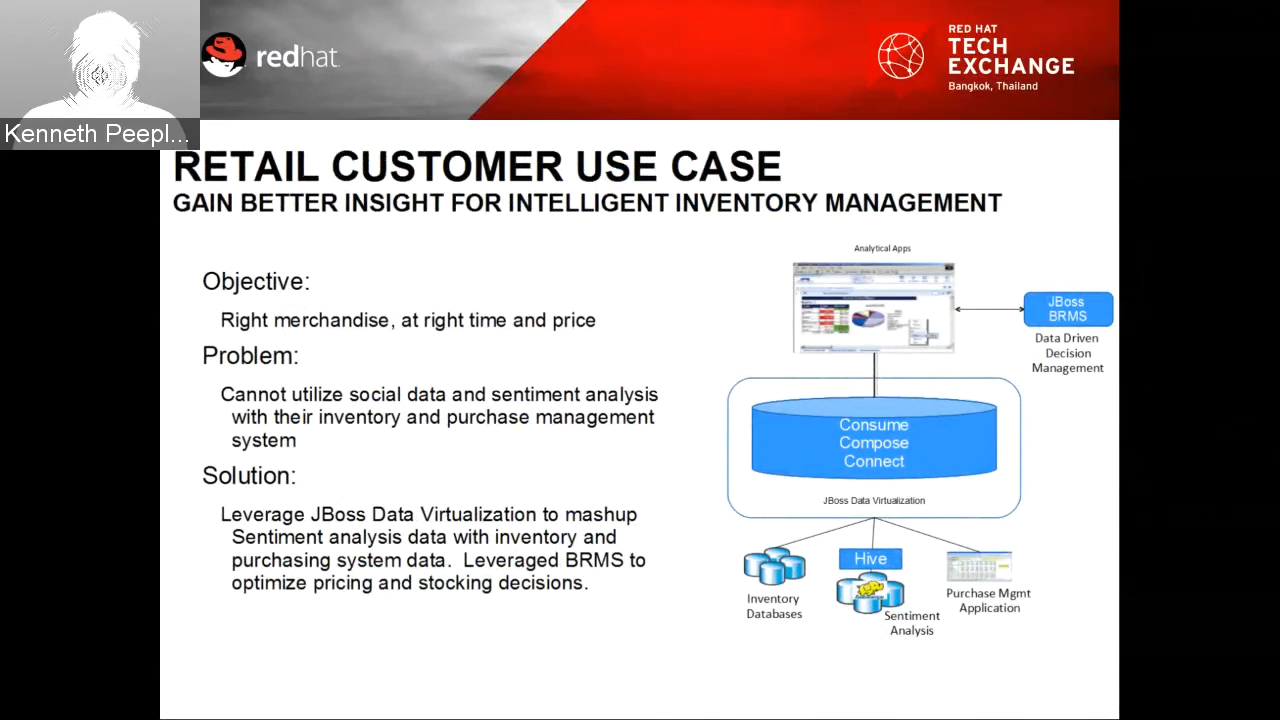 Kenneth Peepl...
redhat.
RED HAT
TECH
EXCHANGE
Bangkok, Thailand
RETAIL CUSTOMER USE CASE
GAIN BETTER INSIGHT FOR INTELLIGENT INVENTORY MANAGEMENT
Objective:
Right merchandise, at right time and price
Problem:
Cannot utilize social data and sentiment analysis
with their inventory and purchase management
system
Solution:
Leverage JBoss Data Virtualization to mashup
Sentiment analysis data with inventory and
purchasing system data. Leveraged BRMS to
optimize pricing and stocking decisions.
Analytical Apps
JBoss
BRMS
Data Driven
Decision
Management
Consume
Compose
Connect
JBoss Data Virtualization
Inventory
Databases
Hive
Sentiment
Analysis
Purchase Mgmt
Application